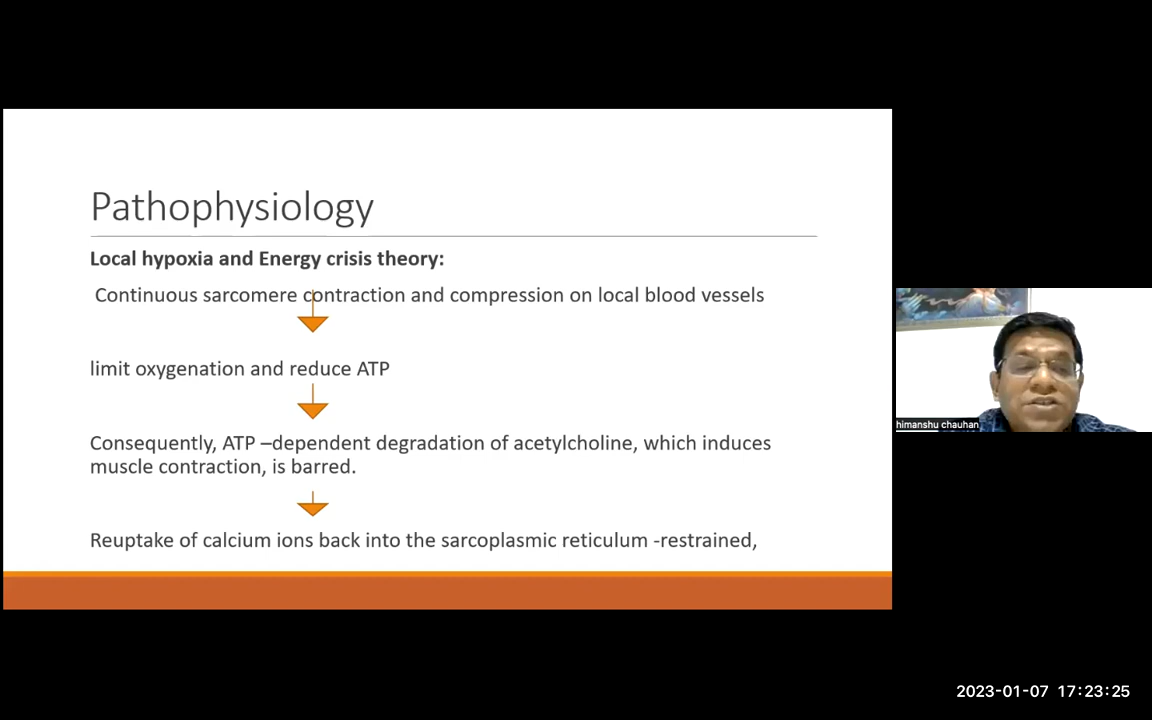 Pathophysiology
Local hypoxia and Energy crisis theory:
Continuous sarcomere contraction and compression on local blood vessels
limit oxygenation and reduce ATP
Consequently, ATP –dependent degradation of acetylcholine, which induces
muscle contraction, is barred.
Reuptake of calcium ions back into the sarcoplasmic reticulum -restrained,
himanshu chauhan
2023-01-07 17:23:25